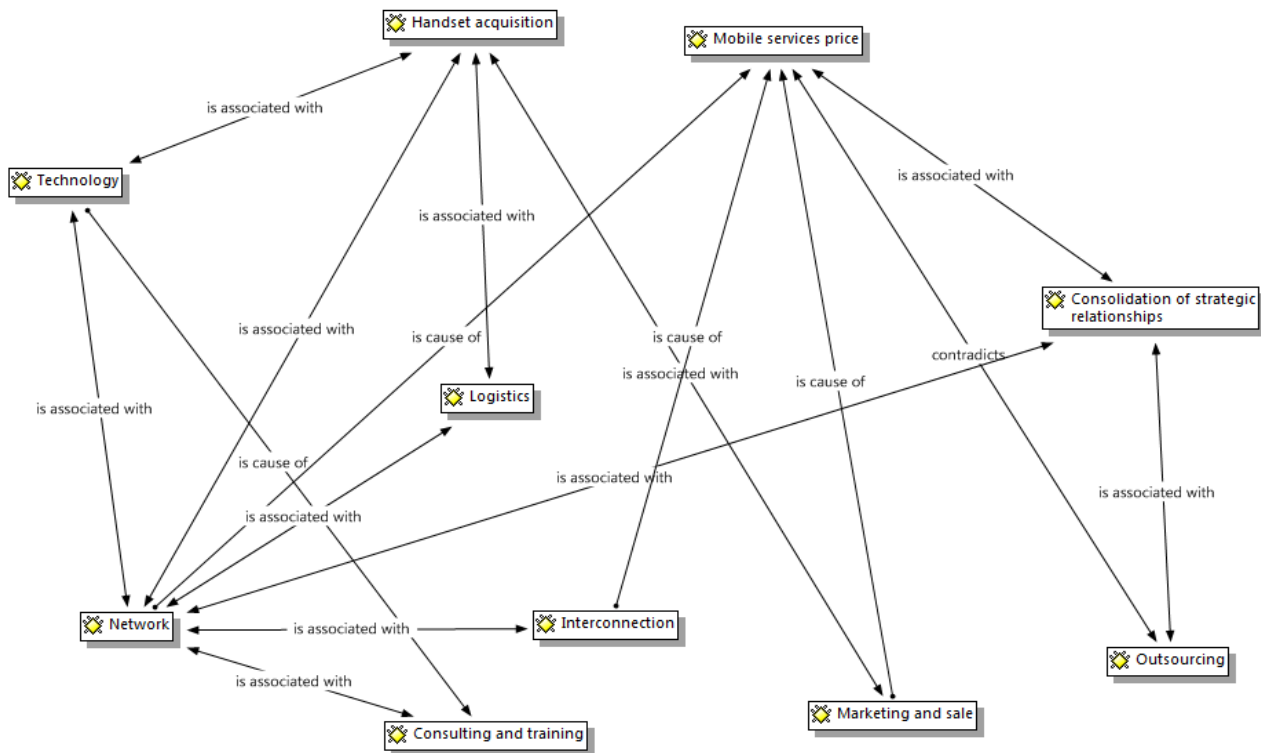 Handset acquisition
Mobile services price
is associated with
is associated with
Technology
is associated with
Consolidation of strategic
relationships
is associated with
is cause of
is cause of
contradicts
is associated with
is cause of
Logistics
is associated with
is cause of
is associated with
is associated with
is associated with
Network
is associated with
Interconnection
is associated with
Outsourcing
Marketing and sale
Consulting and training